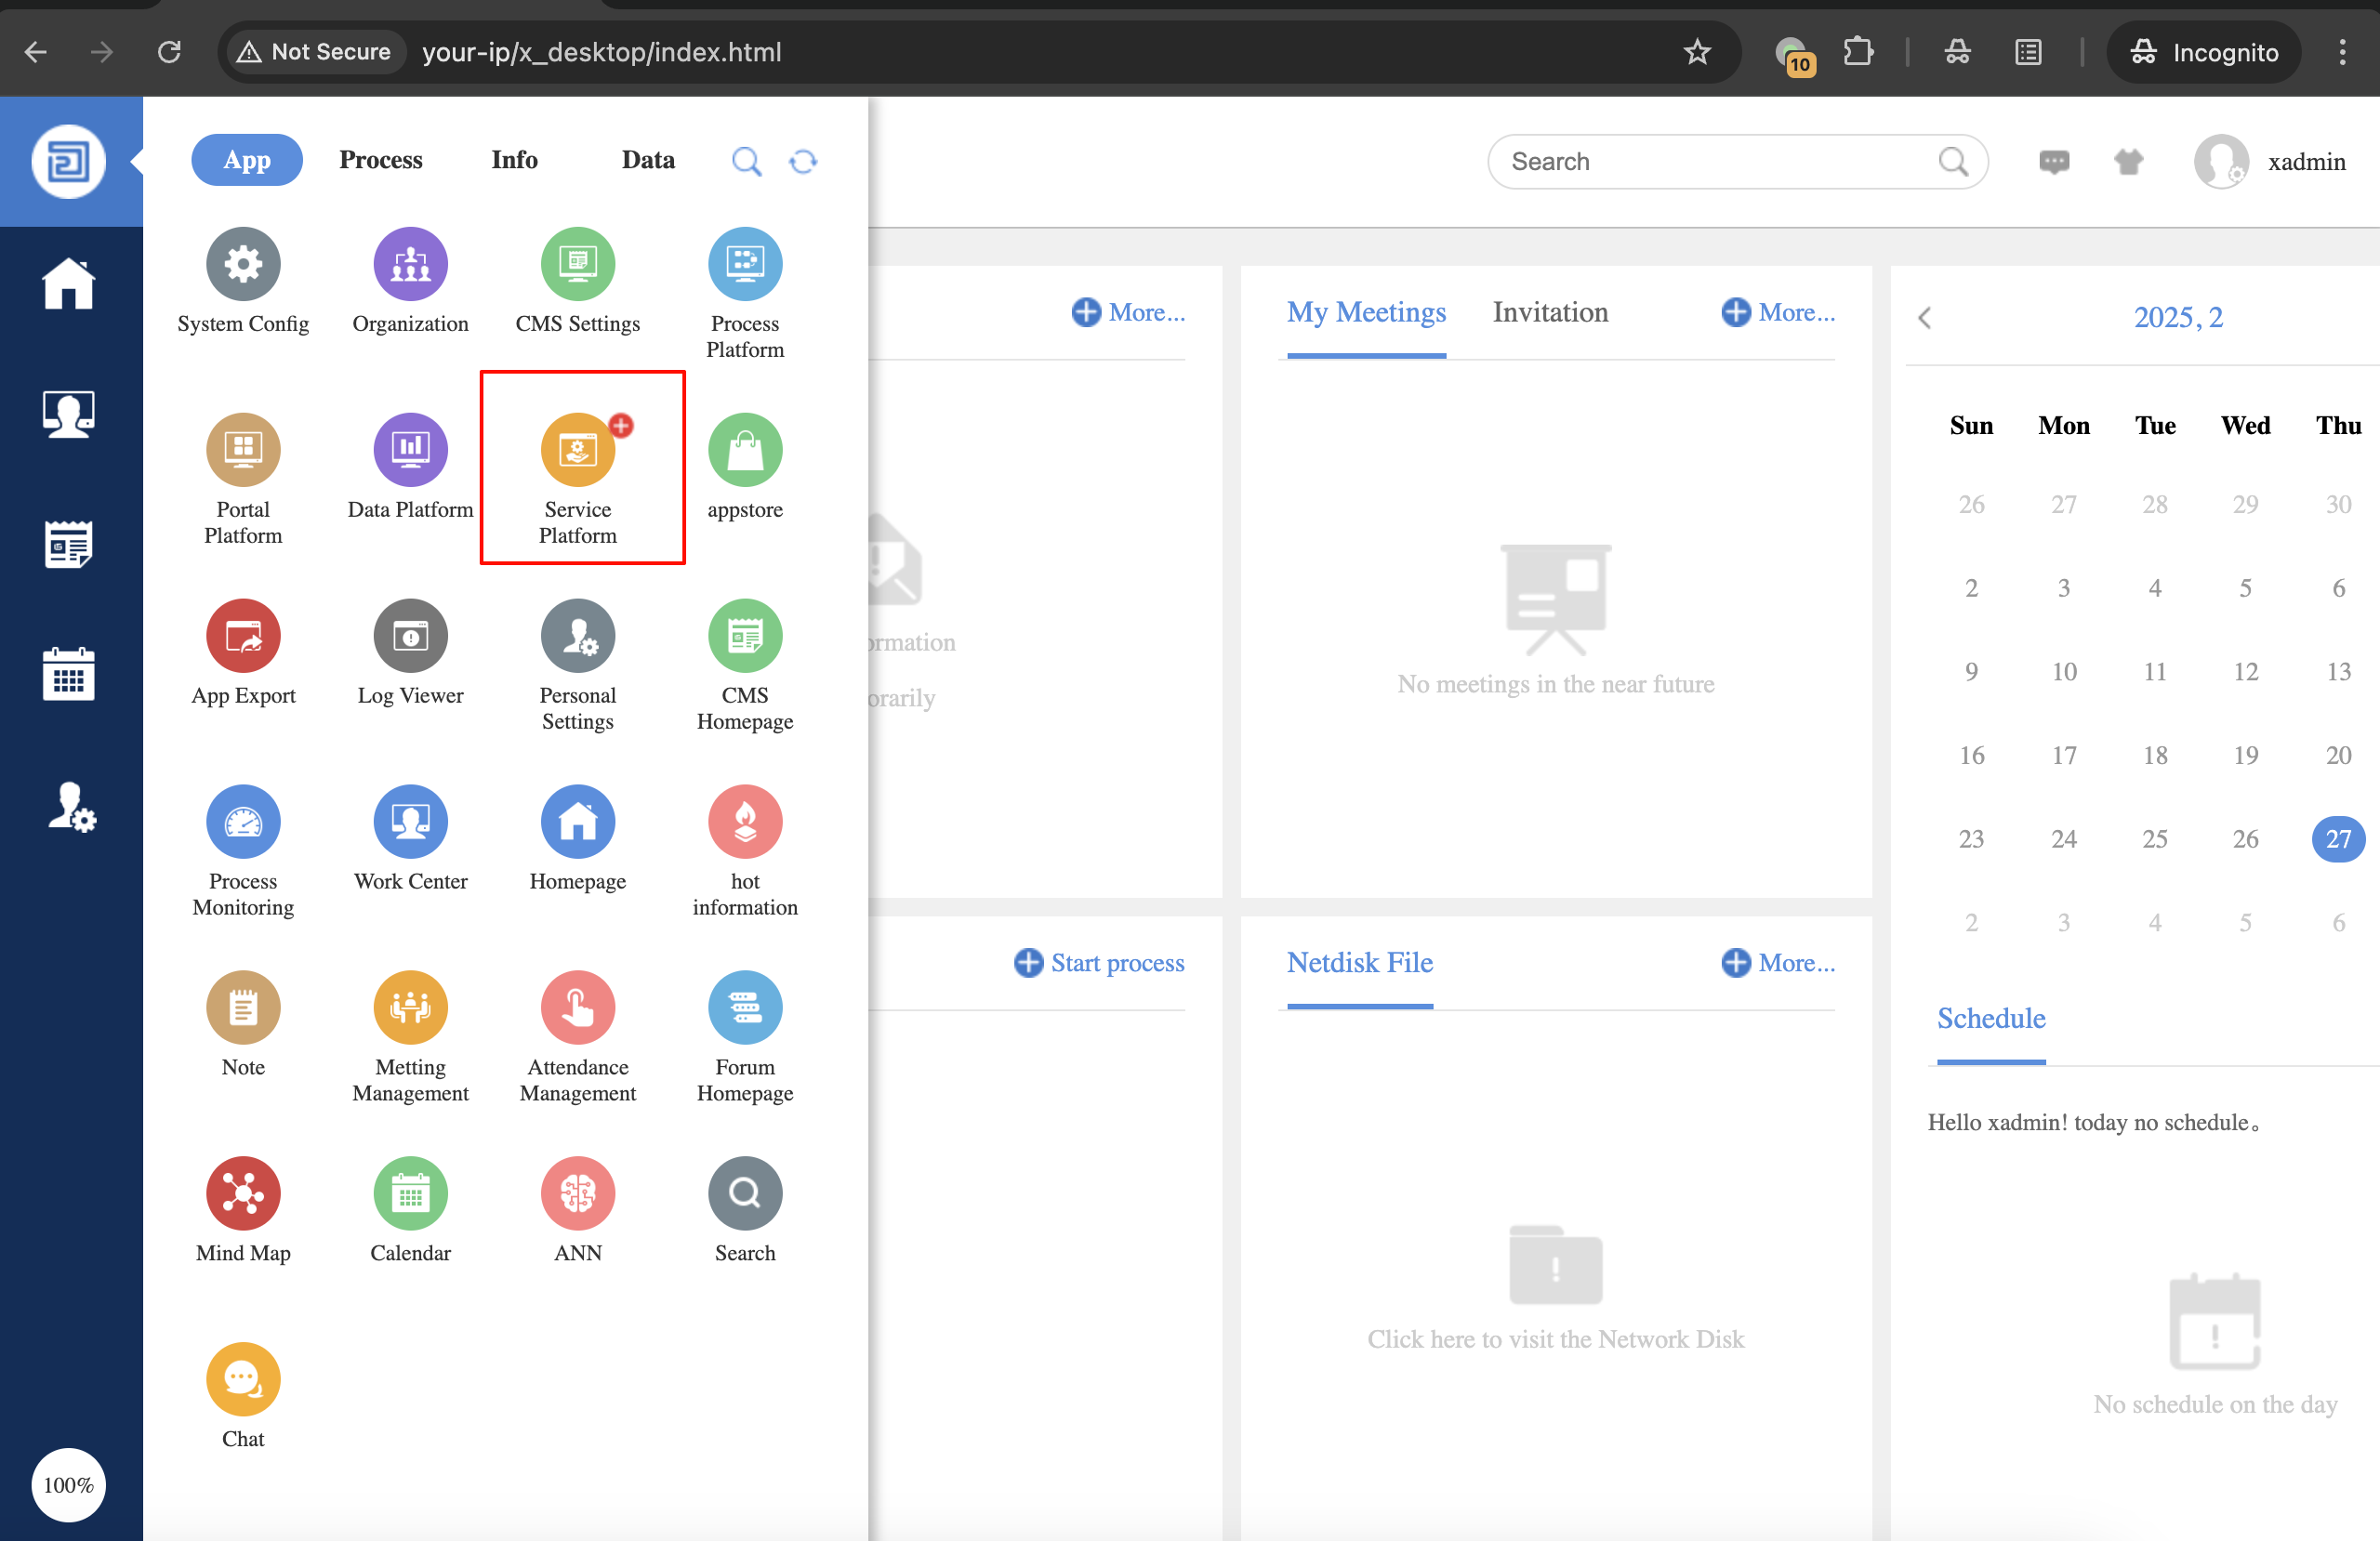 Not Secure your-ip/x_desktop/index.html 10 Incognito
App Process Info Data
Search
xadmin
System Config
Organization
CMS Settings
Process
Platform
Portal
Platform
Data Platform
Service
Platform
appstore
App Export
Log Viewer
Personal
Settings
CMS
Homepage
Process
Monitoring
Work Center
Homepage
hot
information
Note
Metting
Management
Attendance
Management
Forum
Homepage
Mind Map
Calendar
ANN
Search
Chat
100%
More...
ormation
orarily
Start process
My Meetings Invitation More...
No meetings in the near future
Netdisk File More...
Click here to visit the Network Disk
2025, 2
Sun Mon Tue Wed Thu
26 27 28 29 30
2 3 4 5 6
9 10 11 12 13
16 17 18 19 20
23 24 25 26 27
2 3 4 5 6
Schedule
Hello xadmin! today no schedule。
No schedule on the day